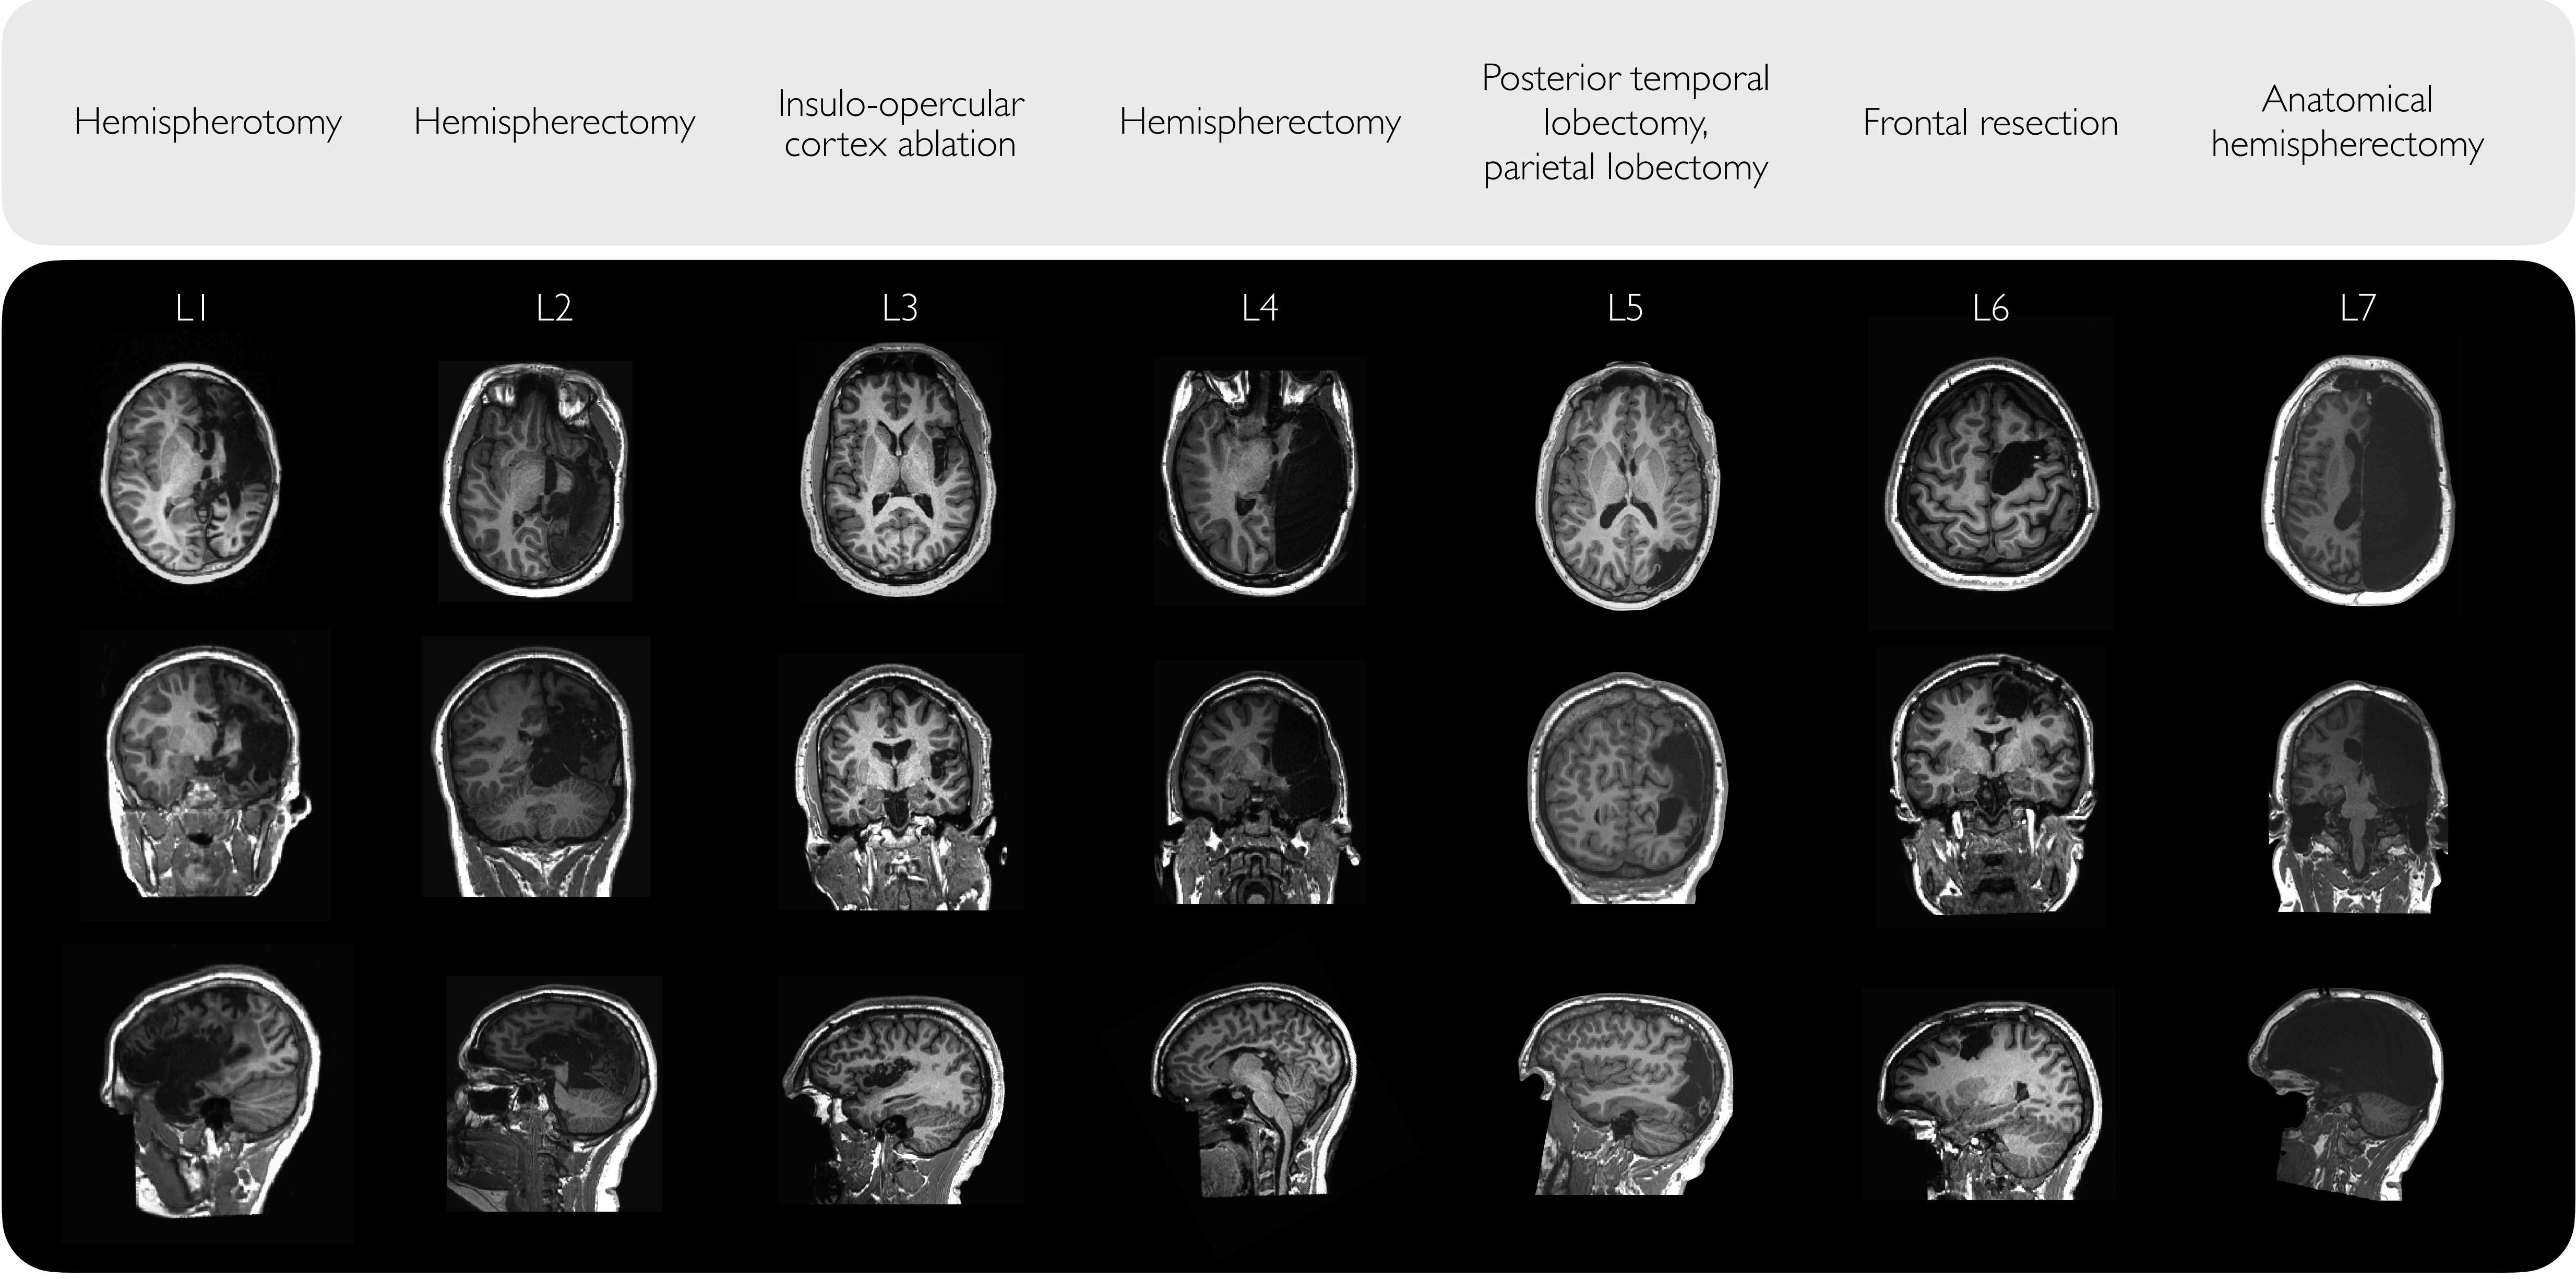 Hemispherotomy
Hemispherectomy
Insulo-opercular
cortex ablation
Hemispherectomy
Posterior temporal
lobectomy,
parietal lobectomy
Frontal resection
Anatomical
hemispherectomy
L1
L2
L3
L4
L5
L6
L7